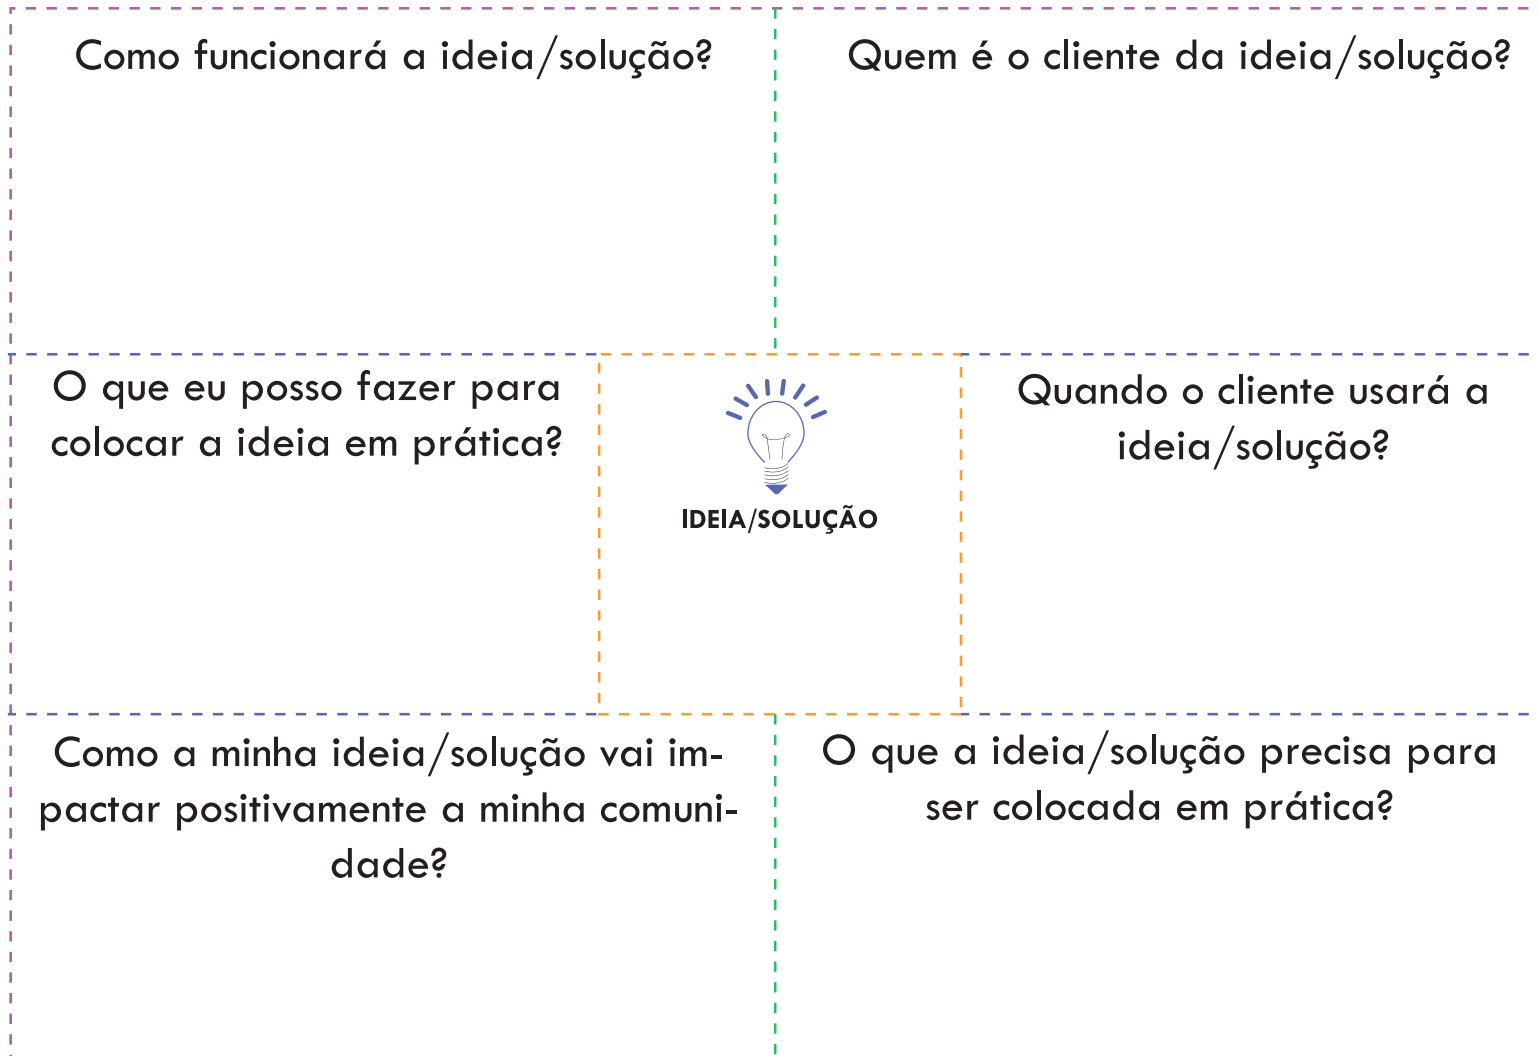 Como funcionará a ideia/solução?
Quem é o cliente da ideia/solução?
O que eu posso fazer para
colocar a ideia em prática?
IDEIA/SOLUÇÃO
Quando o cliente usará a
ideia/solução?
Como a minha ideia/solução vai im-
pactar positivamente a minha comuni-
dade?
O que a ideia/solução precisa para
ser colocada em prática?